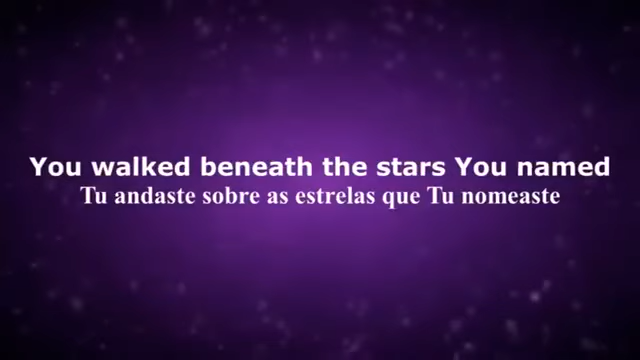 You walked beneath the stars You named
Tu andaste sobre as estrelas que Tu nomeaste